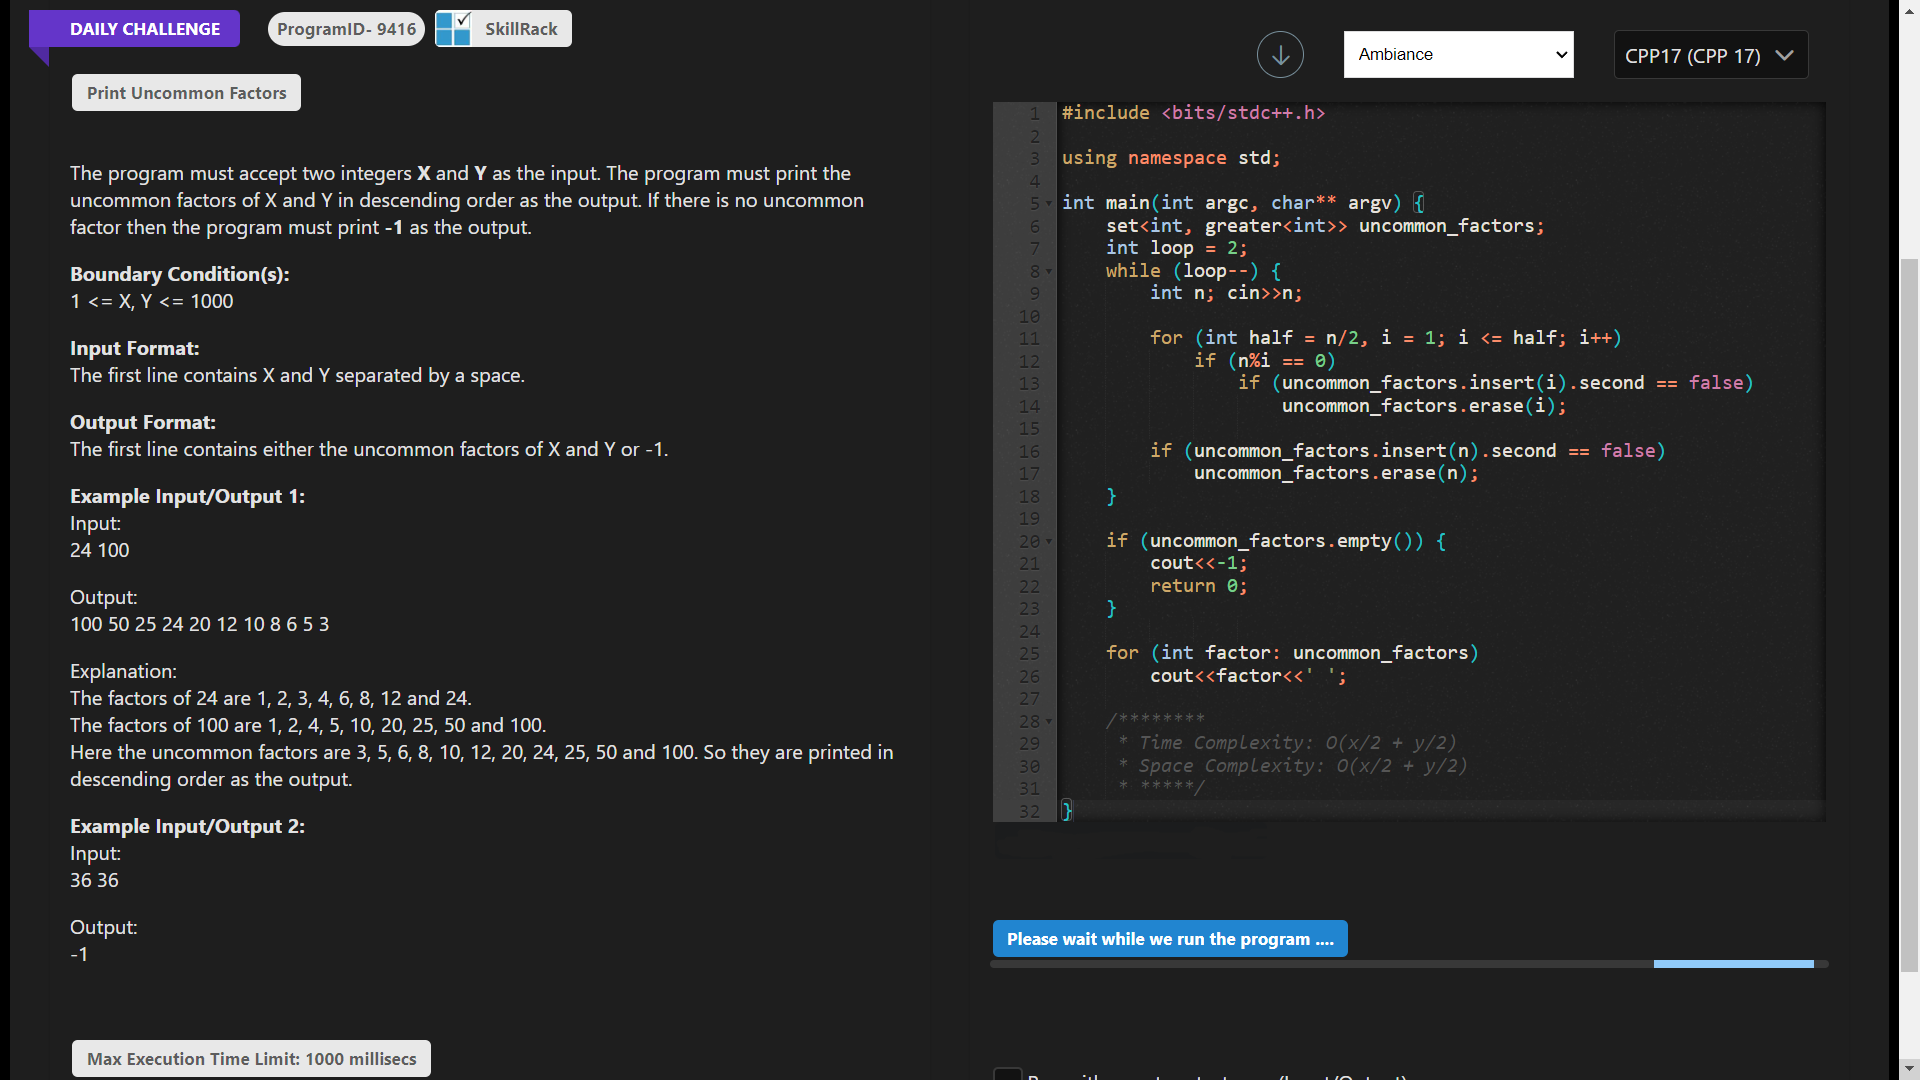 DAILY CHALLENGE
ProgramID- 9416
SkillRack
Print Uncommon Factors
The program must accept two integers X and Y as the input. The program must print the
uncommon factors of X and Y in descending order as the output. If there is no uncommon
factor then the program must print -1 as the output.
Boundary Condition(s):
1 <= X, Y <= 1000
Input Format:
The first line contains X and Y separated by a space.
Output Format:
The first line contains either the uncommon factors of X and Y or -1.
Example Input/Output 1:
Input:
24 100
Output:
100 50 25 24 20 12 10 8 6 5 3
Explanation:
The factors of 24 are 1, 2, 3, 4, 6, 8, 12 and 24.
The factors of 100 are 1, 2, 4, 5, 10, 20, 25, 50 and 100.
Here the uncommon factors are 3, 5, 6, 8, 10, 12, 20, 24, 25, 50 and 100. So they are printed in
descending order as the output.
Example Input/Output 2:
Input:
36 36
Output:
-1
Max Execution Time Limit: 1000 millisecs
Ambiance
CPP17 (CPP 17)
1 #include <bits/stdc++.h>
2
3 using namespace std;
4
5 int main(int argc, char** argv) {
6     set<int, greater<int>> uncommon_factors;
7     int loop = 2;
8     while (loop--) {
9         int n; cin>>n;
10
11         for (int half = n/2, i = 1; i <= half; i++)
12             if (n%i == 0)
13                 if (uncommon_factors.insert(i).second == false)
14                     uncommon_factors.erase(i);
15
16         if (uncommon_factors.insert(n).second == false)
17             uncommon_factors.erase(n);
18     }
19
20     if (uncommon_factors.empty()) {
21         cout<<-1;
22         return 0;
23     }
24
25     for (int factor: uncommon_factors)
26         cout<<factor<<' ';
27
28     /********
29      * Time Complexity: O(x/2 + y/2)
30      * Space Complexity: O(x/2 + y/2)
31      * *****/
32 }
Please wait while we run the program ....